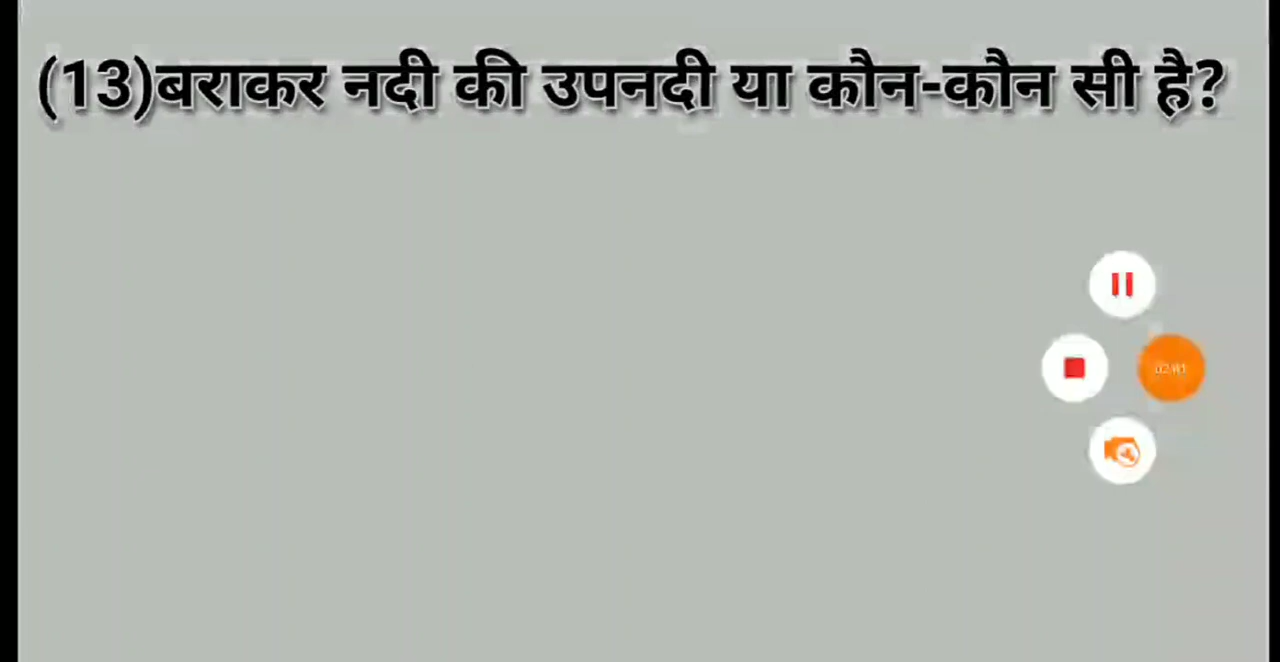 (13)बराकर नदी की उपनदी या कौन-कौन सी है?